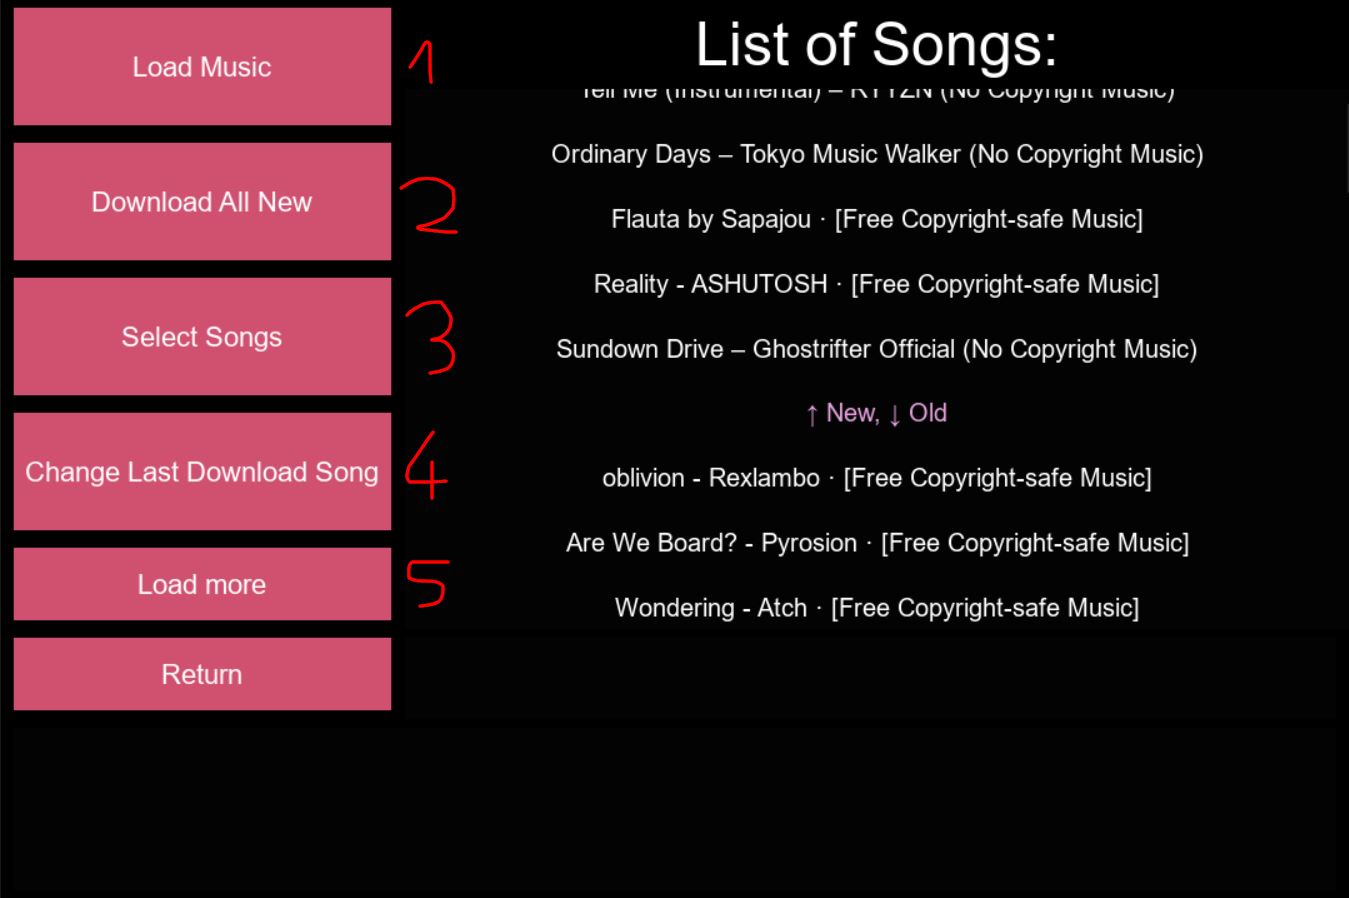 Load Music
1
Download All New
2
Select Songs
3
Change Last Download Song
4
Load more
5
Return
List of Songs:
Tell Me (Instrumental) – RYYZN (No Copyright Music)
Ordinary Days – Tokyo Music Walker (No Copyright Music)
Flauta by Sapajou · [Free Copyright-safe Music]
Reality - ASHUTOSH · [Free Copyright-safe Music]
Sundown Drive – Ghostrifter Official (No Copyright Music)
↑ New, ↓ Old
oblivion - Rexlambo · [Free Copyright-safe Music]
Are We Board? - Pyrosion · [Free Copyright-safe Music]
Wondering - Atch · [Free Copyright-safe Music]